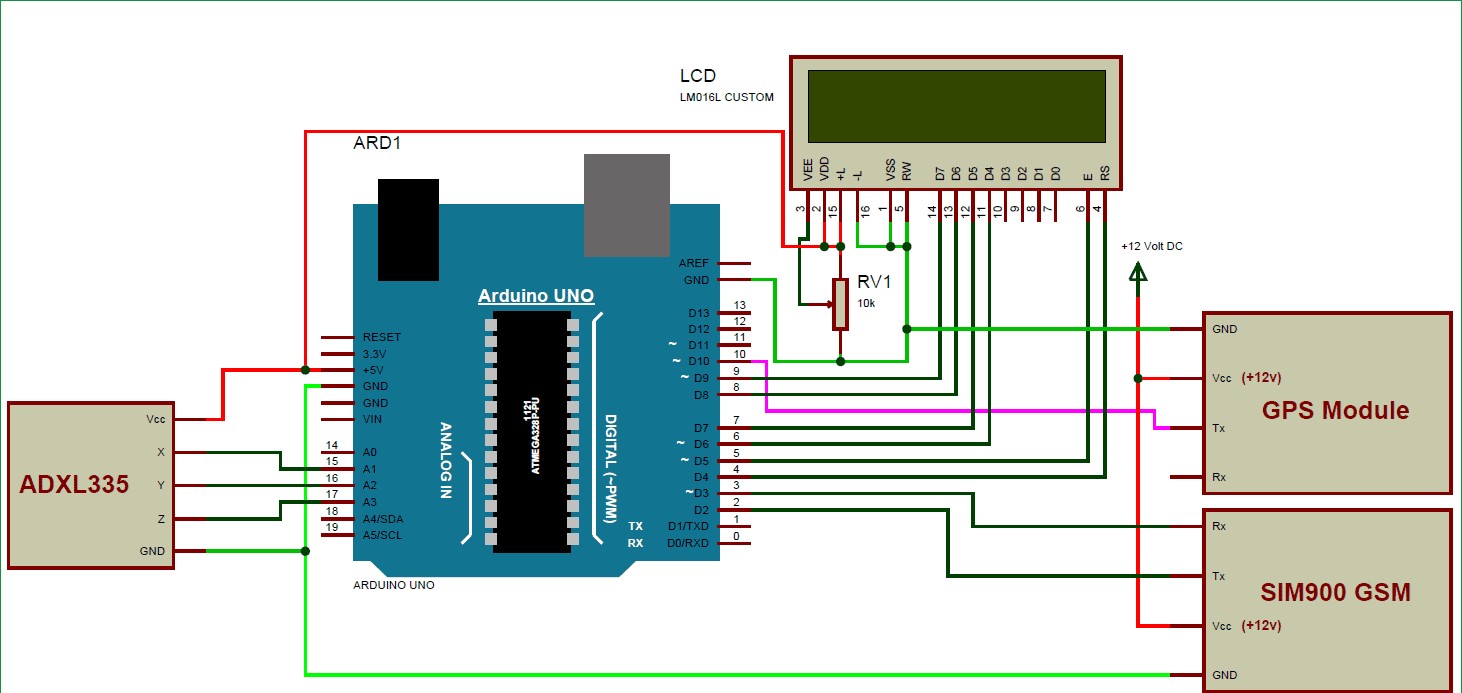 LCD
LM016L CUSTOM
VEE
VDD
+L
-L
VSS
RW
D7
D6
D5
D4
D3
D2
D1
D0
E
RS
3
2
15
16
1
5
14
13
12
11
10
9
8
7
6
4
ARD1
Arduino UNO
1121
ATMEGA328P-PU
ANALOG IN
DIGITAL (~PWM)
RESET
3.3V
+5V
GND
GND
VIN
14 A0
15 A1
16 A2
17 A3
18 A4/SDA
19 A5/SCL
AREF
GND
D13 13
D12 12
~ D11 11
~ D10 10
~ D9 9
D8 8
D7 7
~ D6 6
~ D5 5
D4 4
~D3 3
D2 2
TX D1/TXD 1
RX D0/RXD 0
ARDUINO UNO
RV1
10k
+12 Volt DC
ADXL335
Vcc
X
Y
Z
GND
GND
Vcc (+12v)
GPS Module
Tx
Rx
Rx
Tx
SIM900 GSM
Vcc (+12v)
GND